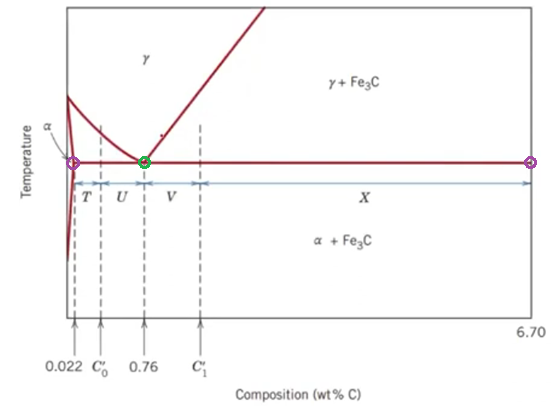 γ
γ + Fe₃C
α
Temperature
T
U
V
X
α + Fe₃C
6.70
0.022
C′₀
0.76
C′₁
Composition (wt% C)